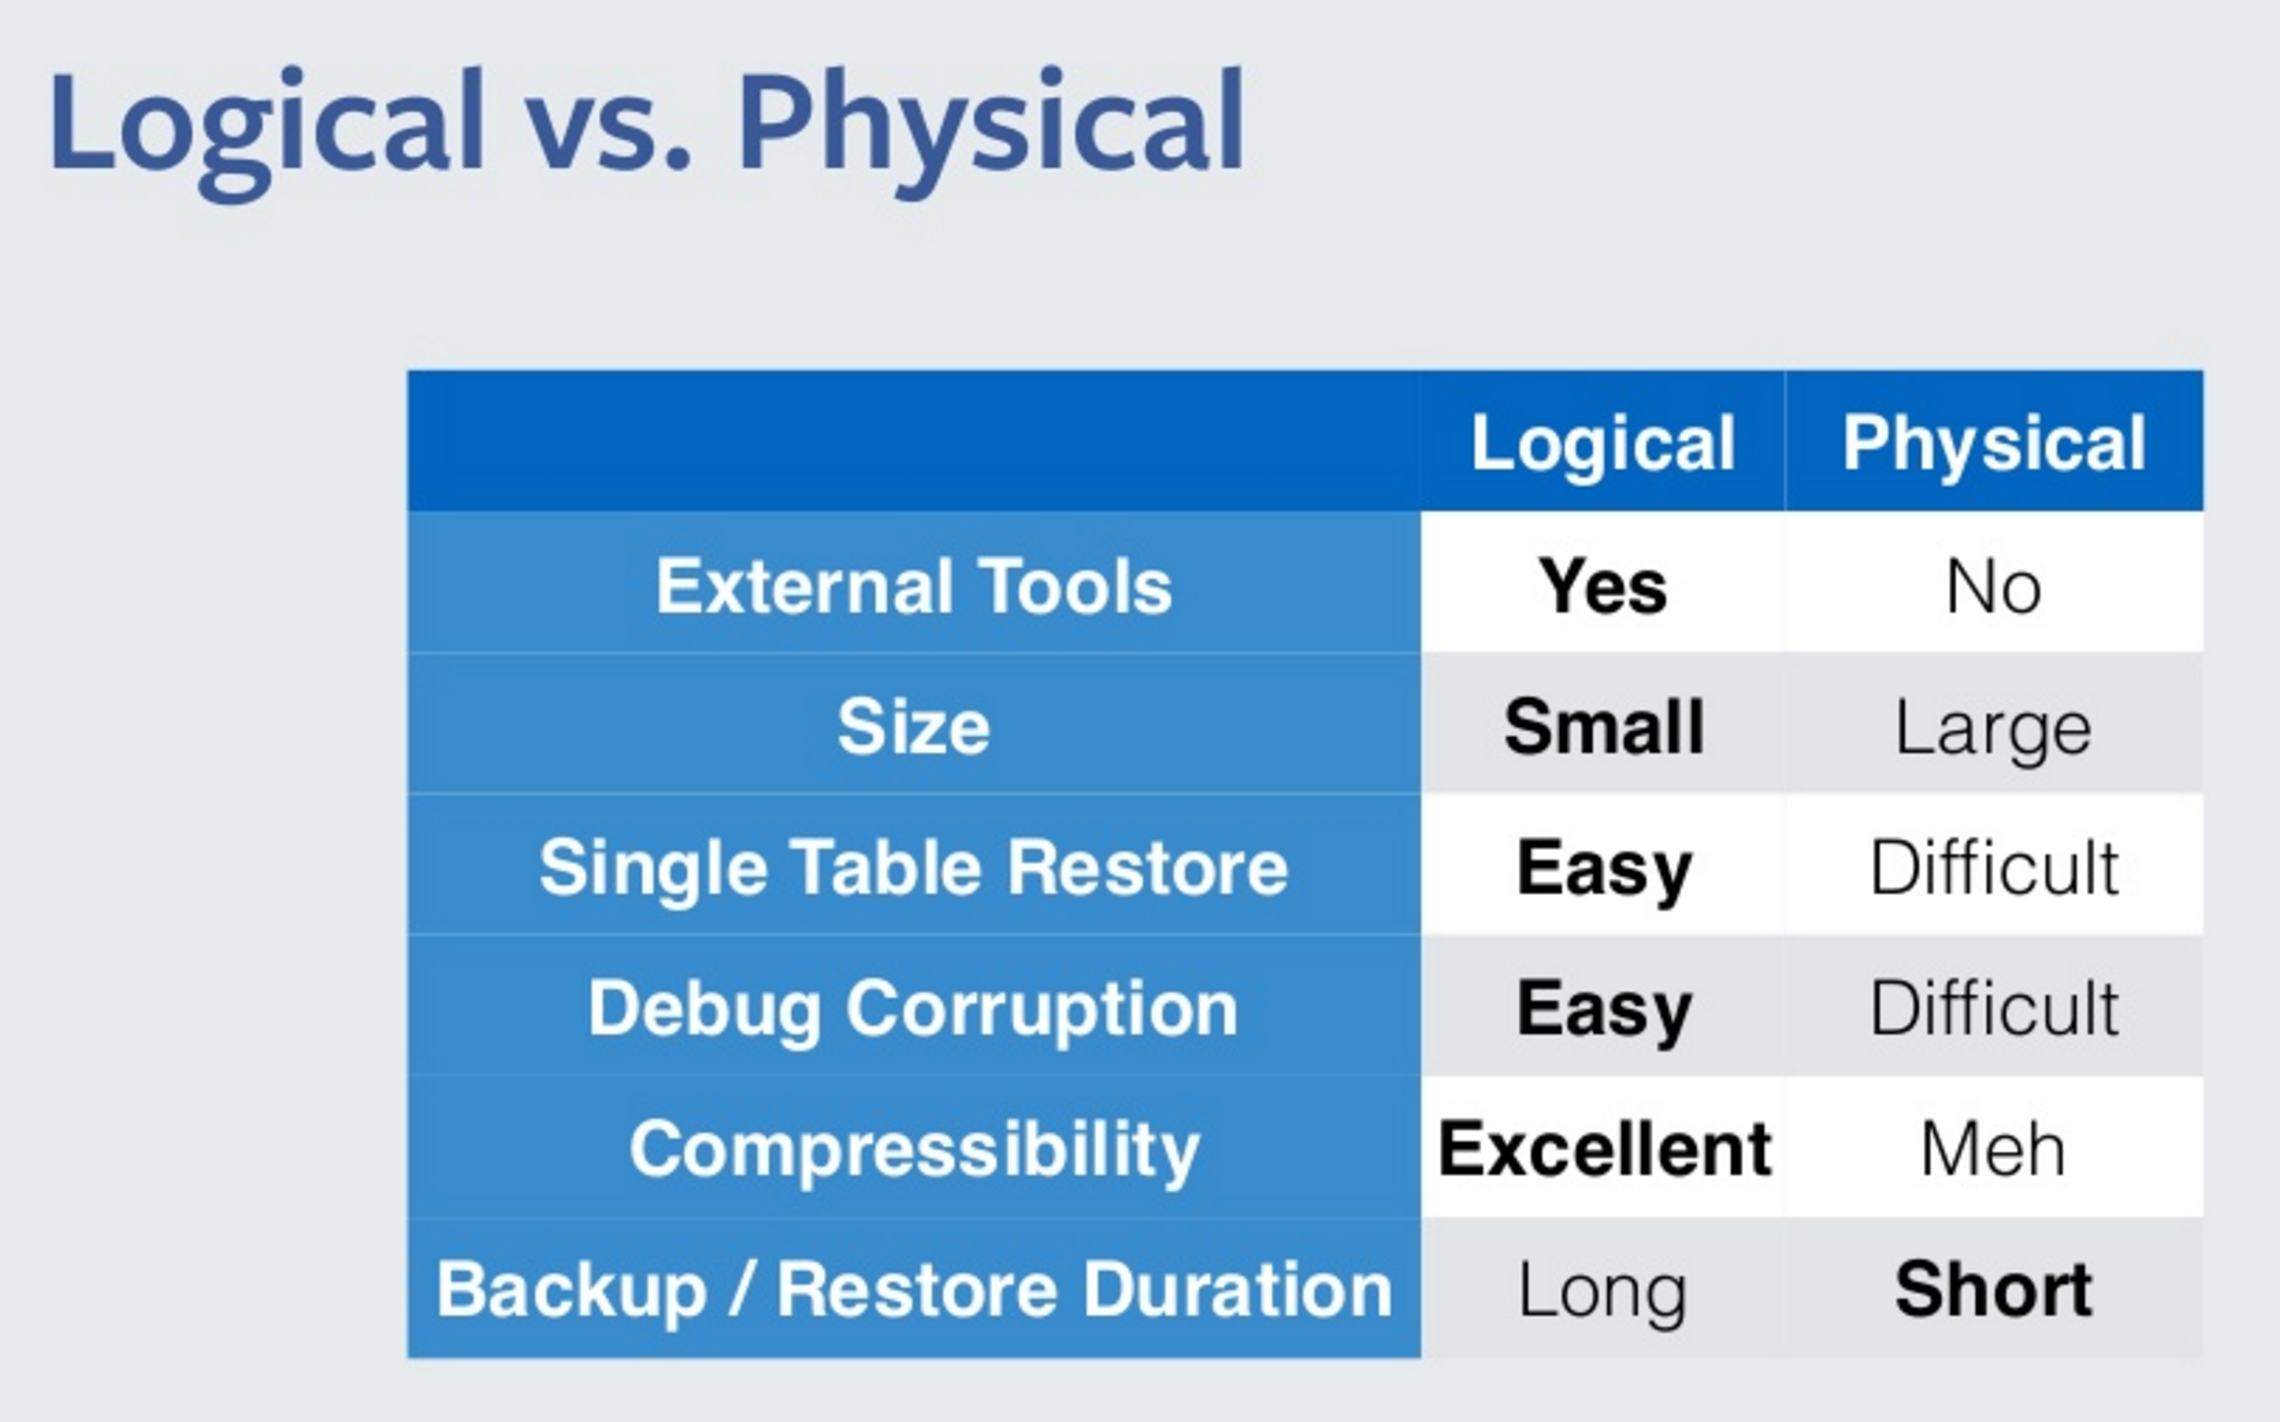 Logical vs. Physical
Logical Physical
External Tools Yes No
Size Small Large
Single Table Restore Easy Difficult
Debug Corruption Easy Difficult
Compressibility Excellent Meh
Backup / Restore Duration Long Short